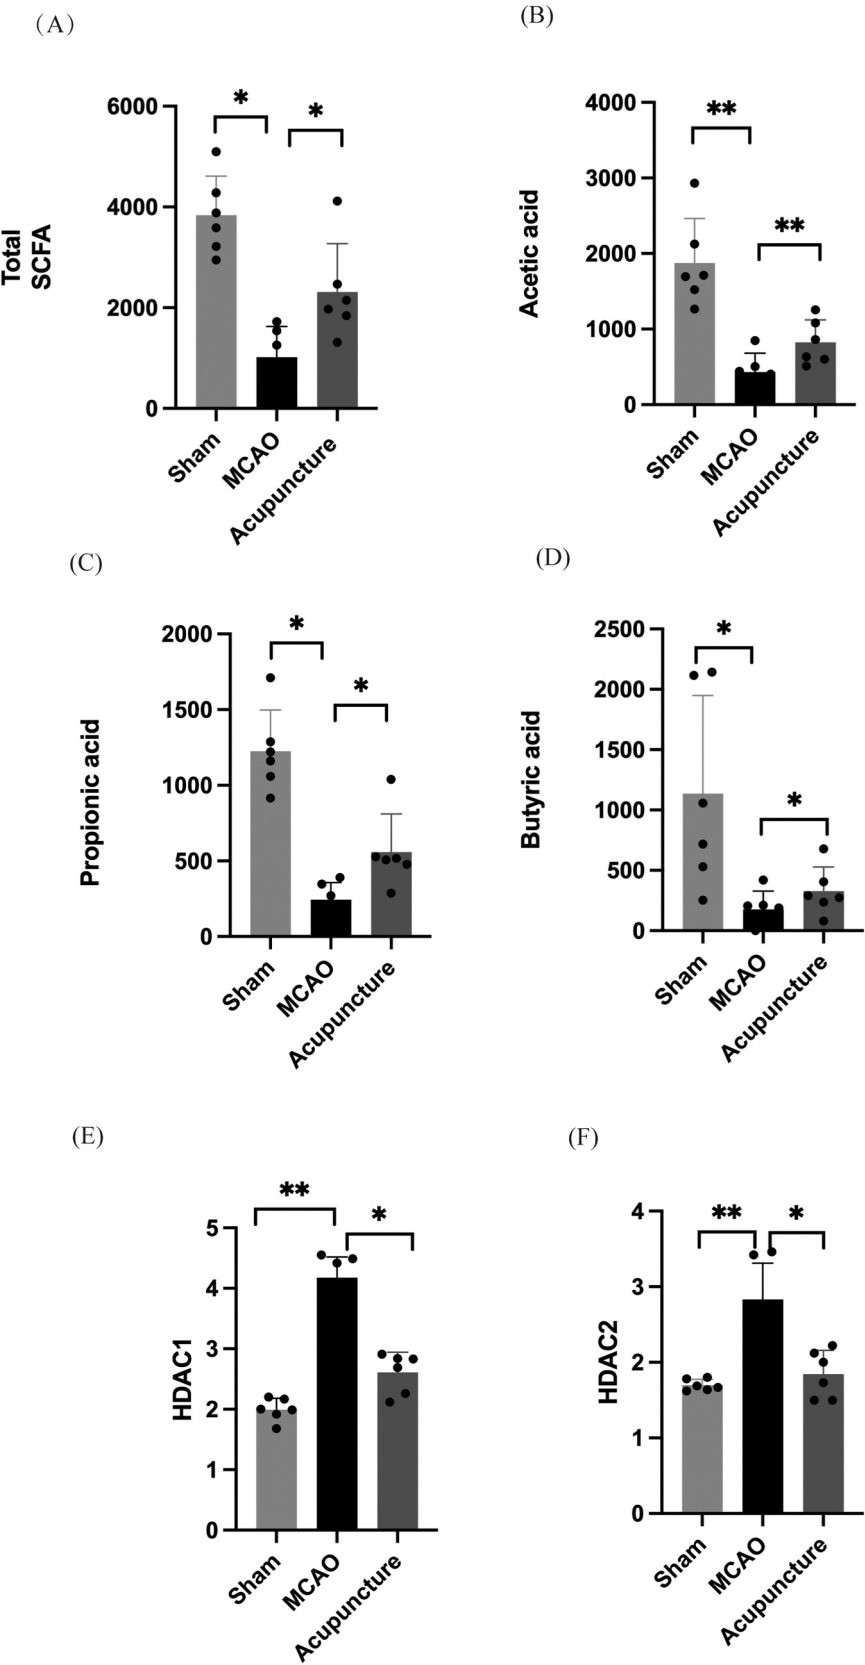 (A)
6000
4000
2000
0
Total
SCFA
*
*
Sham
MCAO
Acupuncture
(B)
4000
3000
2000
1000
0
Acetic acid
**
**
Sham
MCAO
Acupuncture
(C)
2000
1500
1000
500
0
Propionic acid
*
*
Sham
MCAO
Acupuncture
(D)
2500
2000
1500
1000
500
0
Butyric acid
*
*
Sham
MCAO
Acupuncture
(E)
5
4
3
2
1
0
HDAC1
**
*
Sham
MCAO
Acupuncture
(F)
4
3
2
1
0
HDAC2
**
*
Sham
MCAO
Acupuncture